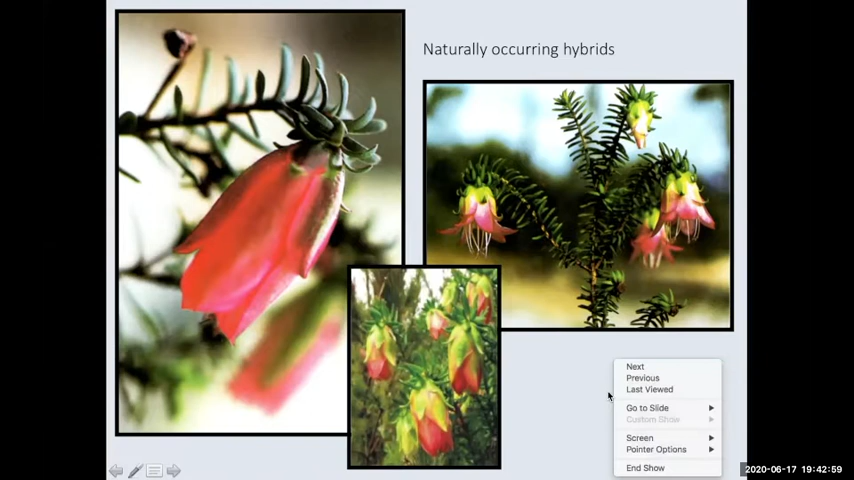 Naturally occurring hybrids
Next
Previous
Last Viewed
Go to Slide
Custom Show
Screen
Pointer Options
End Show
2020-06-17 19:42:59